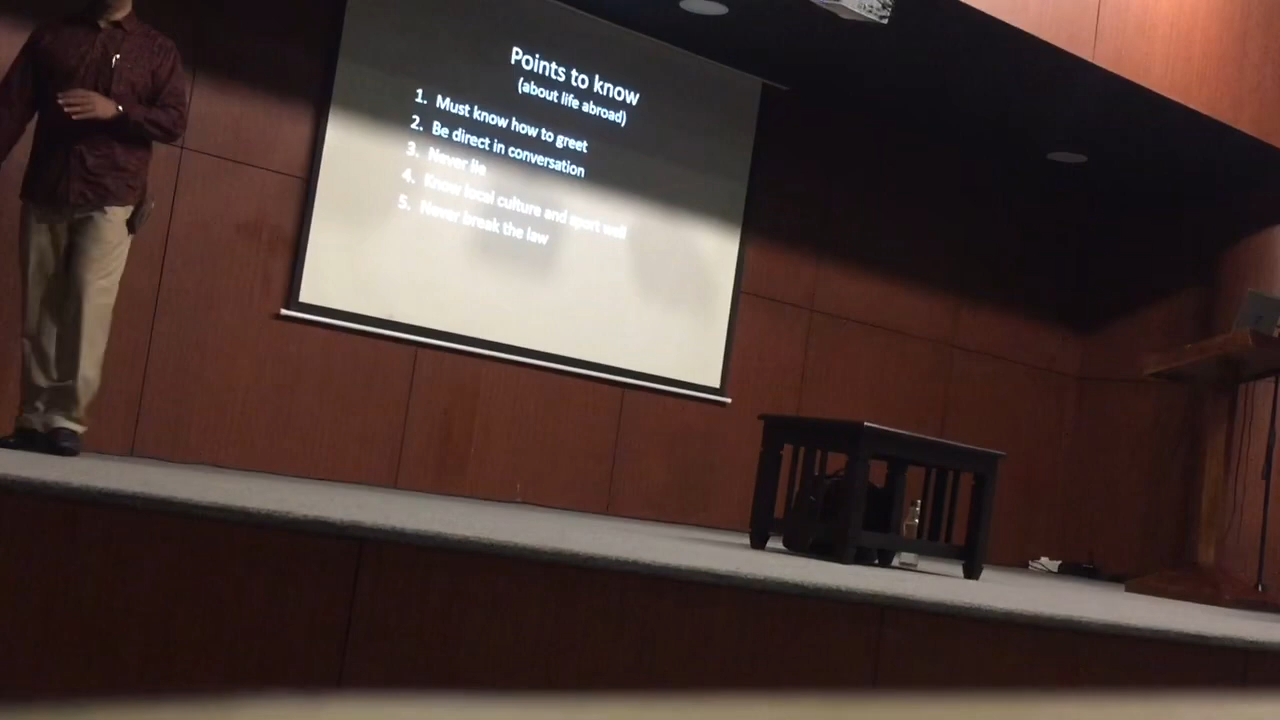 Points to know
(about life abroad)
1. Must know how to greet
2. Be direct in conversation
3. Never lie
4. Know local culture and sport well
5. Never break the law